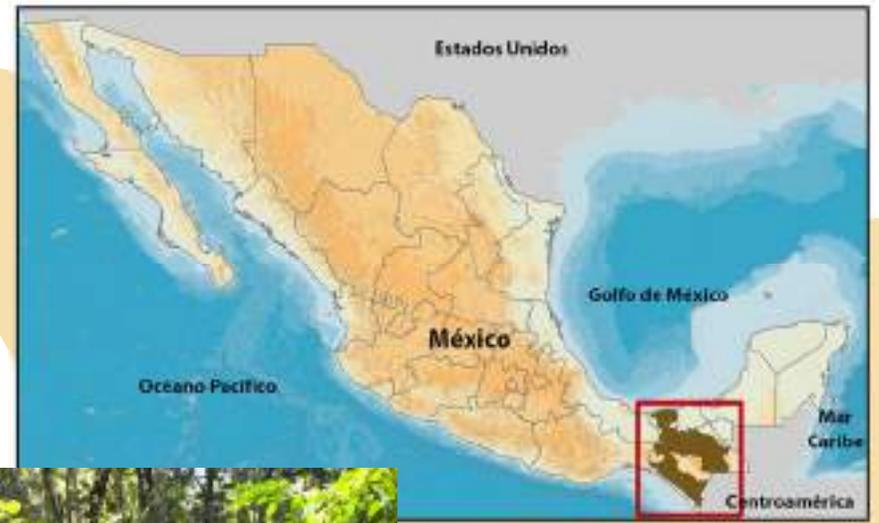 Estados Unidos
Golfo de México
México
Océano Pacífico
Mar
Caribe
Centroamérica